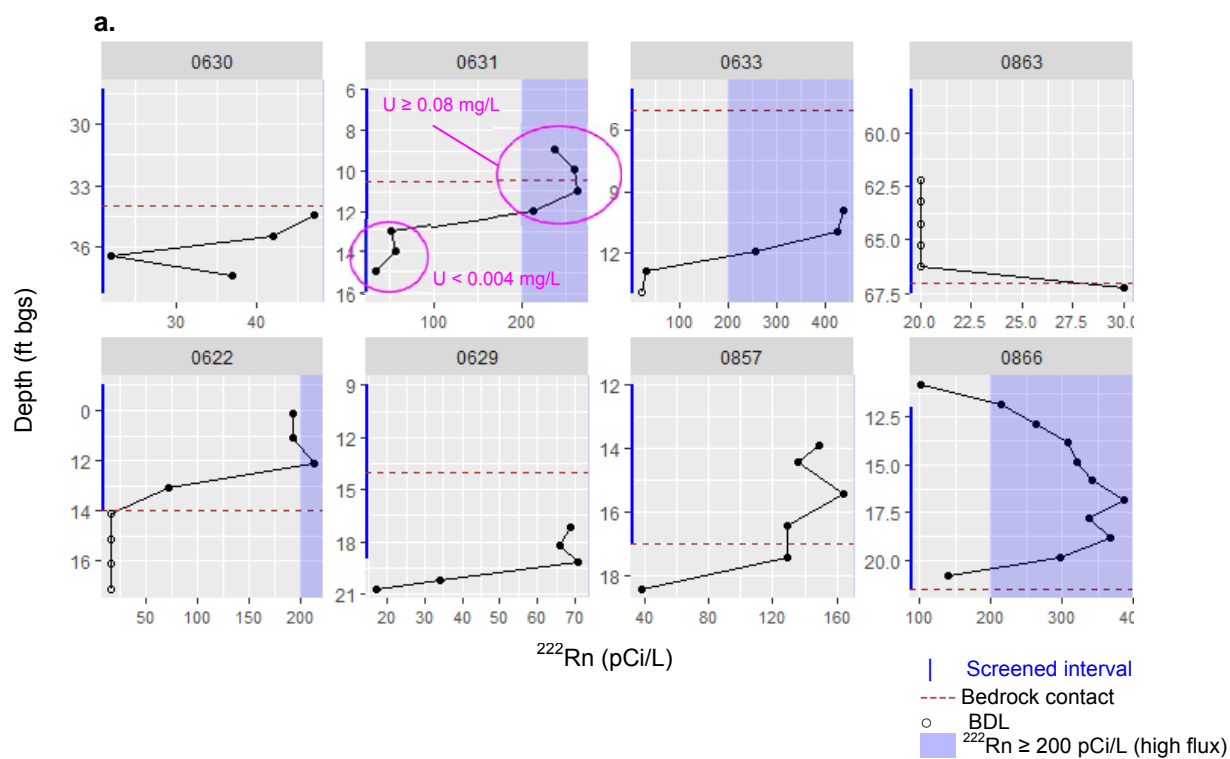 a.
0630
0631
0633
0863
U ≥ 0.08 mg/L
U < 0.004 mg/L
30
33
36
6
8
10
12
14
16
6
9
12
60.0
62.5
65.0
67.5
30 40
100 200
100 200 300 400
20.0 22.5 25.0 27.5 30.0
0622
0629
0857
0866
0
12
14
16
9
12
15
18
21
12
14
16
18
12.5
15.0
17.5
20.0
50 100 150 200
20 30 40 50 60 70
40 80 120 160
100 200 300 40
Depth (ft bgs)
²²²Rn (pCi/L)
Screened interval
Bedrock contact
BDL
²²²Rn ≥ 200 pCi/L (high flux)